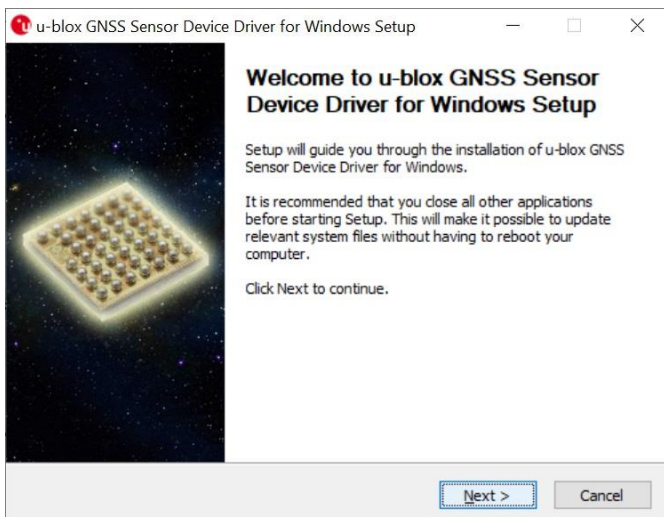 u-blox GNSS Sensor Device Driver for Windows Setup
Welcome to u-blox GNSS Sensor
Device Driver for Windows Setup
Setup will guide you through the installation of u-blox GNSS
Sensor Device Driver for Windows.
It is recommended that you close all other applications
before starting Setup. This will make it possible to update
relevant system files without having to reboot your
computer.
Click Next to continue.
Next >
Cancel